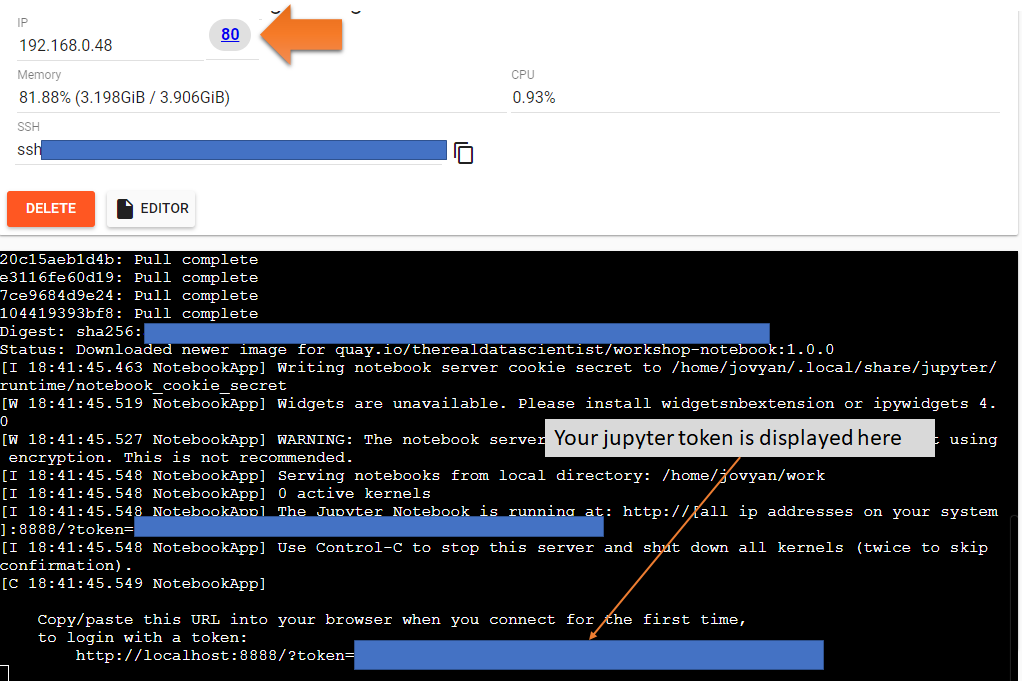 IP
192.168.0.48
80
Memory
81.88% (3.198GiB / 3.906GiB)
CPU
0.93%
SSH
ssh
DELETE
EDITOR
20c15aeb1d4b: Pull complete
e3116fe60d19: Pull complete
7ce9684d9e24: Pull complete
104419393bf8: Pull complete
Digest: sha256:
Status: Downloaded newer image for quay.io/therealdatascientist/workshop-notebook:1.0.0
[I 18:41:45.463 NotebookApp] Writing notebook server cookie secret to /home/jovyan/.local/share/jupyter/
runtime/notebook_cookie_secret
[W 18:41:45.519 NotebookApp] Widgets are unavailable. Please install widgetsnbextension or ipywidgets 4.
0
[W 18:41:45.527 NotebookApp] WARNING: The notebook server
Your jupyter token is displayed here
using
encryption. This is not recommended.
[I 18:41:45.548 NotebookApp] Serving notebooks from local directory: /home/jovyan/work
[I 18:41:45.548 NotebookApp] 0 active kernels
[I 18:41:45.548 NotebookApp] The Jupyter Notebook is running at: http://[all ip addresses on your system
]:8888/?token=
[I 18:41:45.548 NotebookApp] Use Control-C to stop this server and shut down all kernels (twice to skip
confirmation).
[C 18:41:45.549 NotebookApp]
Copy/paste this URL into your browser when you connect for the first time,
to login with a token:
http://localhost:8888/?token=